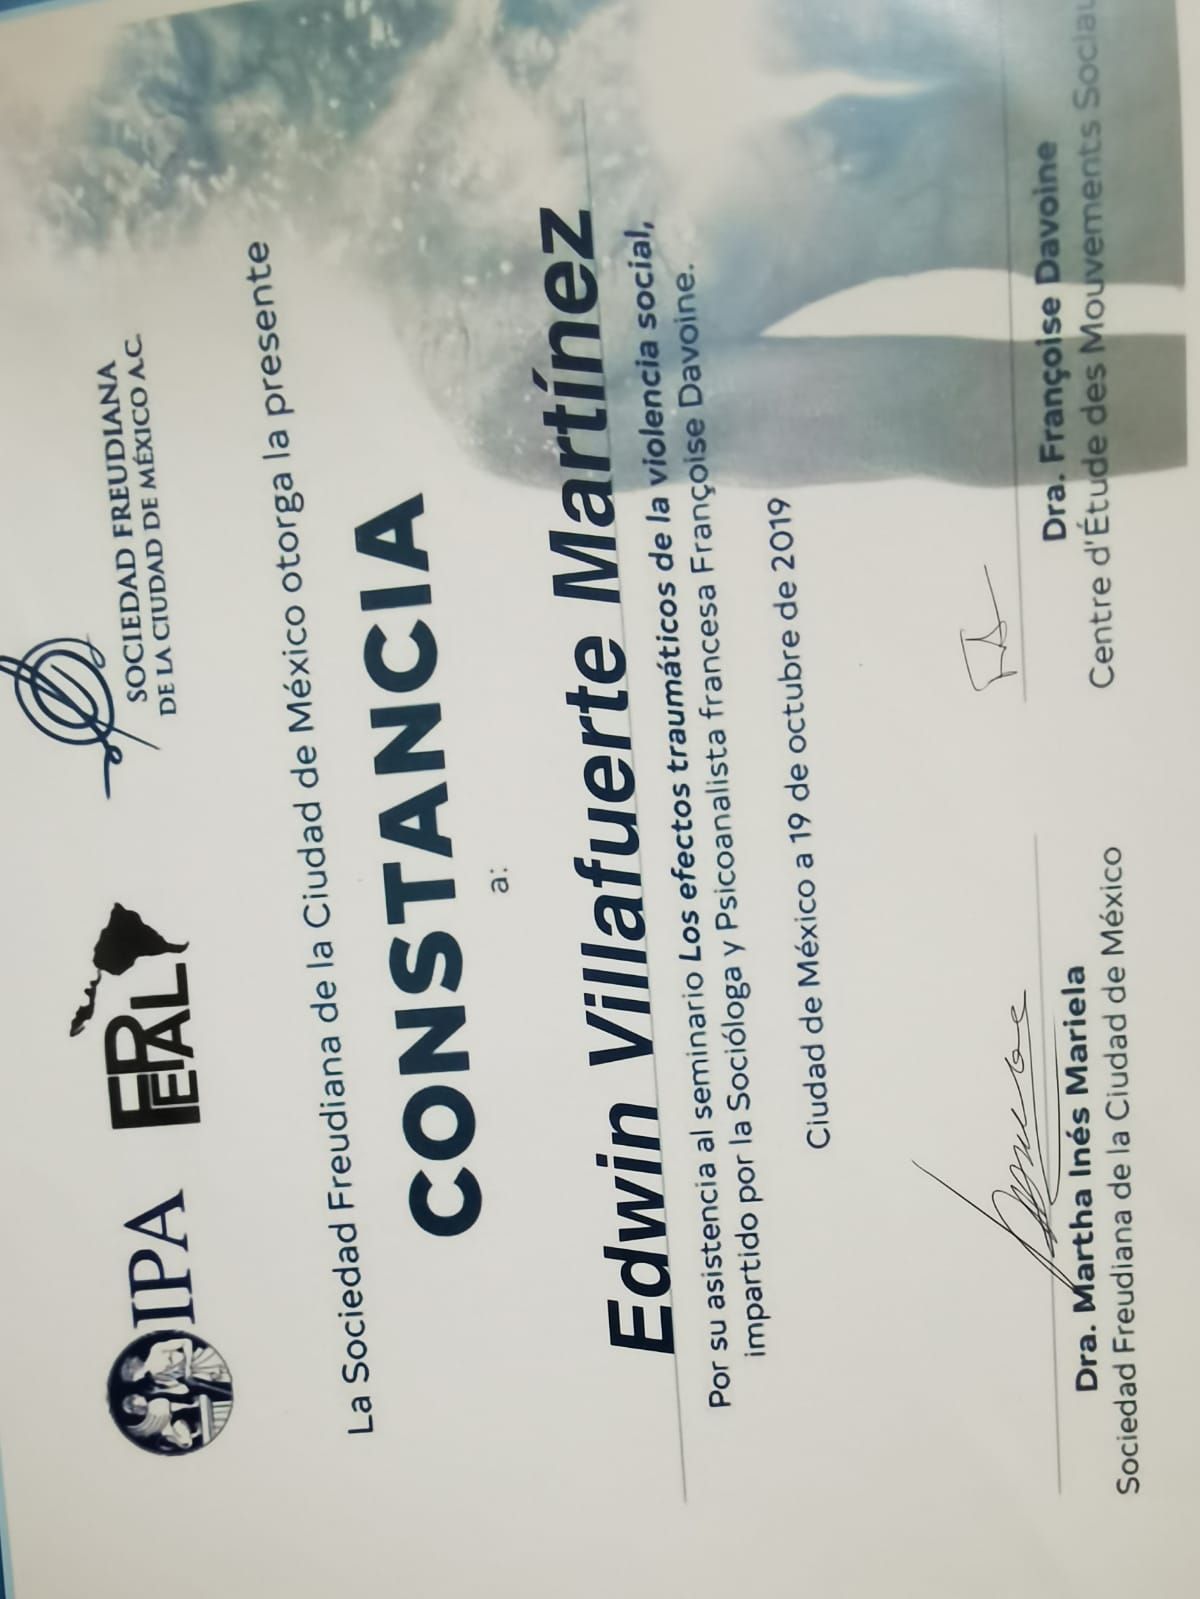 IPA
FEPAL
SOCIEDAD FREUDIANA
DE LA CIUDAD DE MÉXICO A.C.
La Sociedad Freudiana de la Ciudad de México otorga la presente
CONSTANCIA
a:
Edwin Villafuerte Martínez
Por su asistencia al seminario Los efectos traumáticos de la violencia social,
impartido por la Socióloga y Psicoanalista francesa Françoise Davoine.
Ciudad de México a 19 de octubre de 2019
Dra. Martha Inés Mariela
Sociedad Freudiana de la Ciudad de México
Dra. Françoise Davoine
Centre d'Étude des Mouvements Sociau